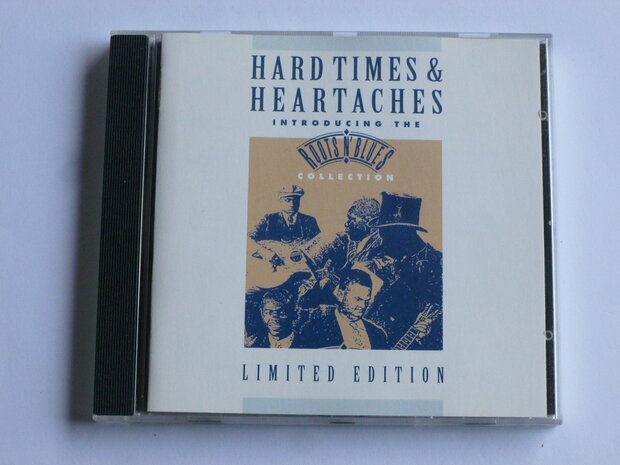 HARD TIMES &
HEARTACHES
INTRODUCING THE
ROOTS N' BLUES
COLLECTION
LIMITED EDITION